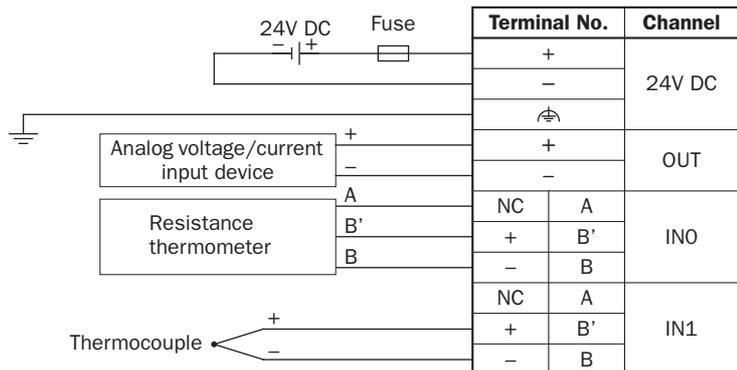 24V DC
− +
Fuse
Terminal No. Channel
+
−
24V DC
Analog voltage/current
input device
+
−
+
−
OUT
Resistance
thermometer
A
B’
B
NC A
+ B’
− B
IN0
Thermocouple
+
−
NC A
+ B’
− B
IN1